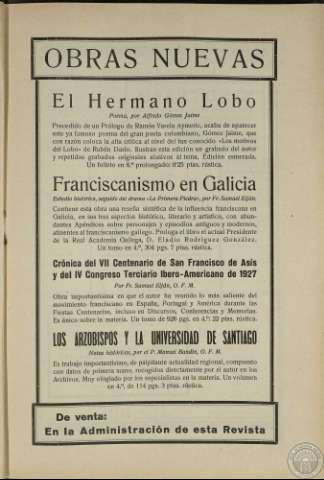 OBRAS NUEVAS
El Hermano Lobo
Poema, por Alfredo Gómez Jaime
Precedido de un Prólogo de Ramón Varela ayuoso, acaba de aparecer
este ya famoso poema del gran poeta colombiano, Gómez Jaime, que
con razón coloca la alta crítica al nivel del tan conocido «Los motivos
del Lobo» de Rubén Darío. Ilustran esta edición un grabado del autor
y repetidos grabados originales alusivos al tema. Edición esmerada.
Un folleto en 8.º prolongado: 0'25 ptas. rústica.
Franciscanismo en Galicia
Estudio histórico, seguido del drama «La Primera Piedra», por Fr. Samuel Eiján
Contiene esta obra una reseña sintética de la influencia franciscana en
Galicia, en sus tres aspectos histórico, literario y artístico, con abun-
dantes Apéndices sobre personajes y episodios antiguos y modernos,
atinentes al franciscanismo gallego. Prologa el libro el actual Presidente
de la Real Academia Gallega, D. Eladio Rodríguez González.
Un tomo en 4.º, 304 pgs. 7 ptas. rústica.
Crónica del VII Centenario de San Francisco de Asís
y del IV Congreso Terciario Ibero-Americano de 1927
Por Fr. Samuel Eiján, O. F. M.
Obra importantísima en que el autor ha reunido lo más saliente del
movimiento franciscano en España, Portugal y América durante las
Fiestas Centenarias, incluso en Discursos, Conferencias y Memorias.
Es único sobre la materia. Un tomo de 926 pgs. en 4.º 22 ptas. rústica.
LOS ARZOBISPOS Y LA UNIVERSIDAD DE SANTIAGO
Notas históricas, por el P. Manuel Bandín, O. F. M.
Es trabajo importantísimo, de palpitante actualidad regional, compuesto
con datos de primera mano, recogidos directamente por el autor en los
Archivos. Muy elogiado por los especialistas en la materia. Un volumen
en 4.º de 114 pgs. 3 ptas. rústica.
De venta:
En la Administración de esta Revista